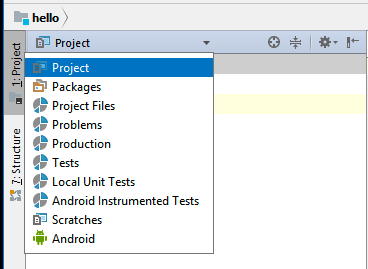 hello
Project
1: Project
7: Structure
Project
Packages
Project Files
Problems
Production
Tests
Local Unit Tests
Android Instrumented Tests
Scratches
Android